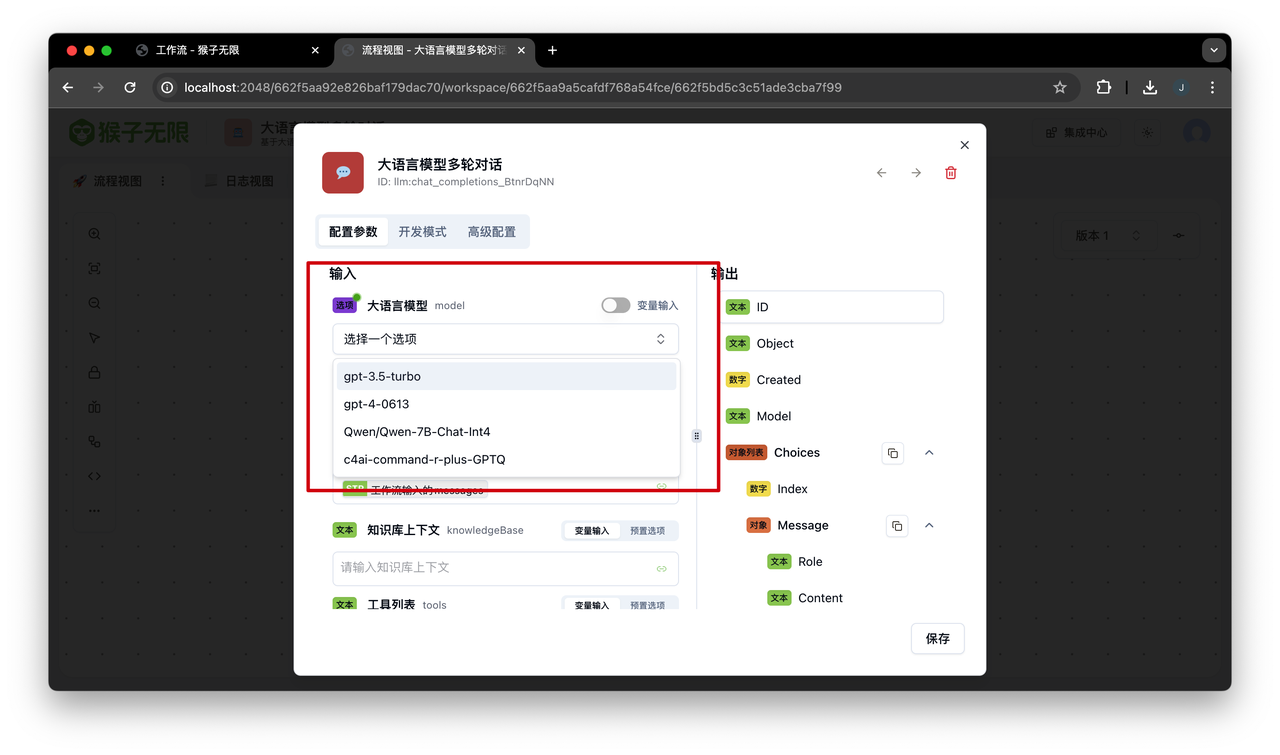 工作流 - 猴子无限
流程视图 - 大语言模型多轮对话
localhost:2048/662f5aa92e826baf179dac70/workspace/662f5aa9a5cafdf768a54fce/662f5bd5c3c51ade3cba7f99
J
猴子无限
集成中心
流程视图
日志视图
版本 1
大语言模型多轮对话
ID: llm:chat_completions_BtnrDqNN
配置参数 开发模式 高级配置
输入
选项 大语言模型 model 变量输入
选择一个选项
gpt-3.5-turbo
gpt-4-0613
Qwen/Qwen-7B-Chat-Int4
c4ai-command-r-plus-GPTQ
STR 工作流输入的messages
文本 知识库上下文 knowledgeBase 变量输入 预置选项
请输入知识库上下文
文本 工具列表 tools 变量输入 预置选项
输出
文本 ID
文本 Object
数字 Created
文本 Model
对象列表 Choices
数字 Index
对象 Message
文本 Role
文本 Content
保存